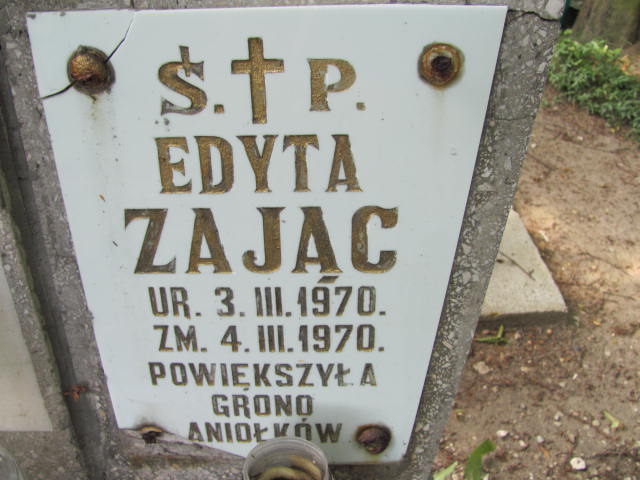 Ś. † P.
EDYTA
ZAJĄC
UR. 3. III. 1970.
ZM. 4. III. 1970.
POWIĘKSZYŁA
GRONO
ANIOŁKÓW